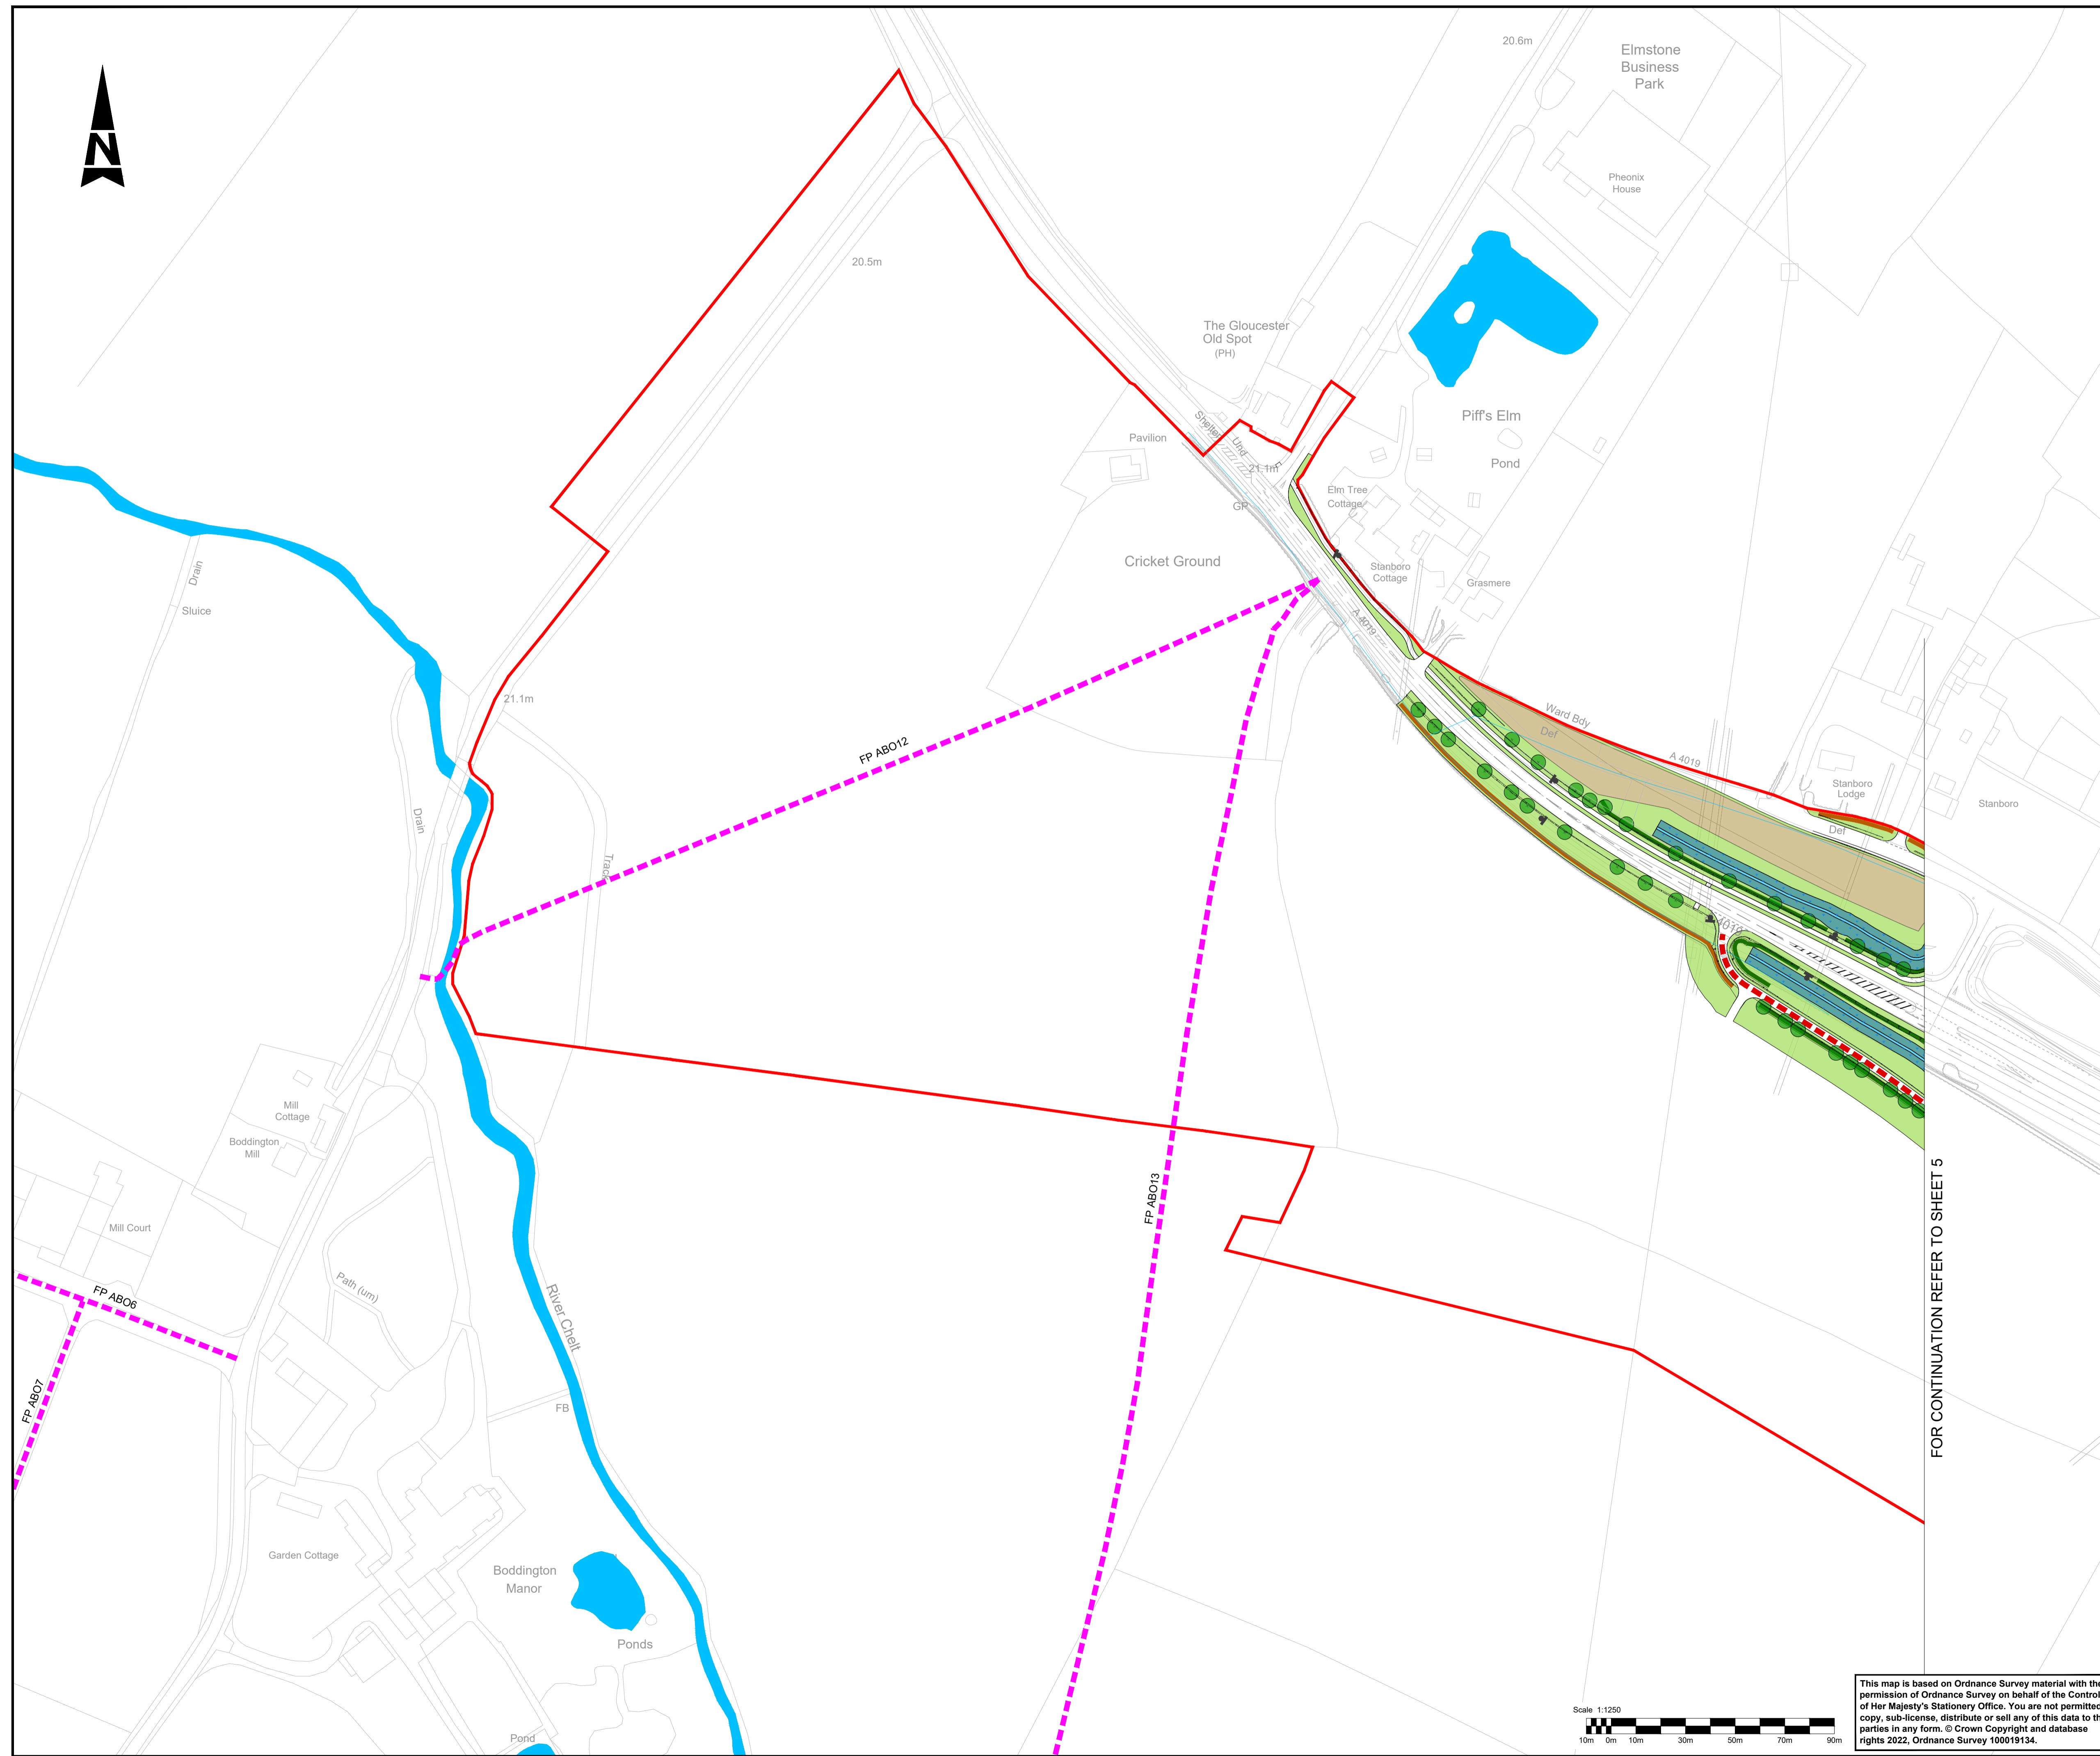 N
20.6m
Elmstone
Business
Park
Pheonix
House
20.5m
The Gloucester
Old Spot
(PH)
Piff's Elm
Pond
Pavilion
Shelter
Und
21.1m
GP
Elm Tree
Cottage
Cricket Ground
Stanboro
Cottage
Grasmere
A 4019
Drain
Sluice
21.1m
FP ABO12
Ward Bdy
Def
A 4019
Stanboro
Lodge
Stanboro
Def
Drain
Track
4019
Mill
Cottage
Boddington
Mill
Mill Court
FP ABO13
FOR CONTINUATION REFER TO SHEET 5
FP ABO6
Path (um)
River Chelt
FP ABO7
FB
Garden Cottage
Boddington
Manor
Ponds
Pond
Scale 1:1250
10m 0m 10m 30m 50m 70m 90m
This map is based on Ordnance Survey material with the
permission of Ordnance Survey on behalf of the Control
of Her Majesty's Stationery Office. You are not permitted
copy, sub-license, distribute or sell any of this data to th
parties in any form. © Crown Copyright and database
rights 2022, Ordnance Survey 100019134.